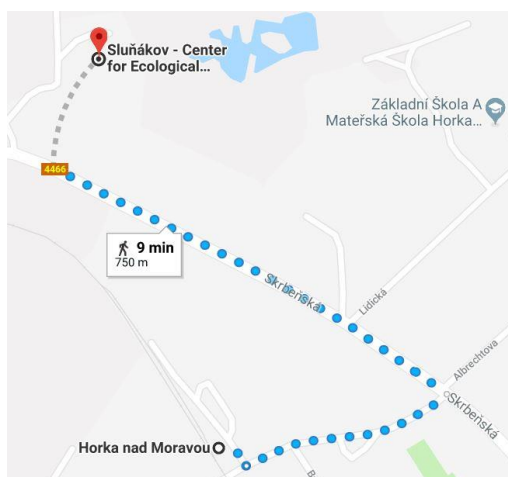 Sluňákov - Center
for Ecological...
Základní Škola A
Mateřská Škola Horka...
4466
9 min
750 m
Skrbeňská
Lidická
Albrechtova
Skrbeňská
Horka nad Moravou
B